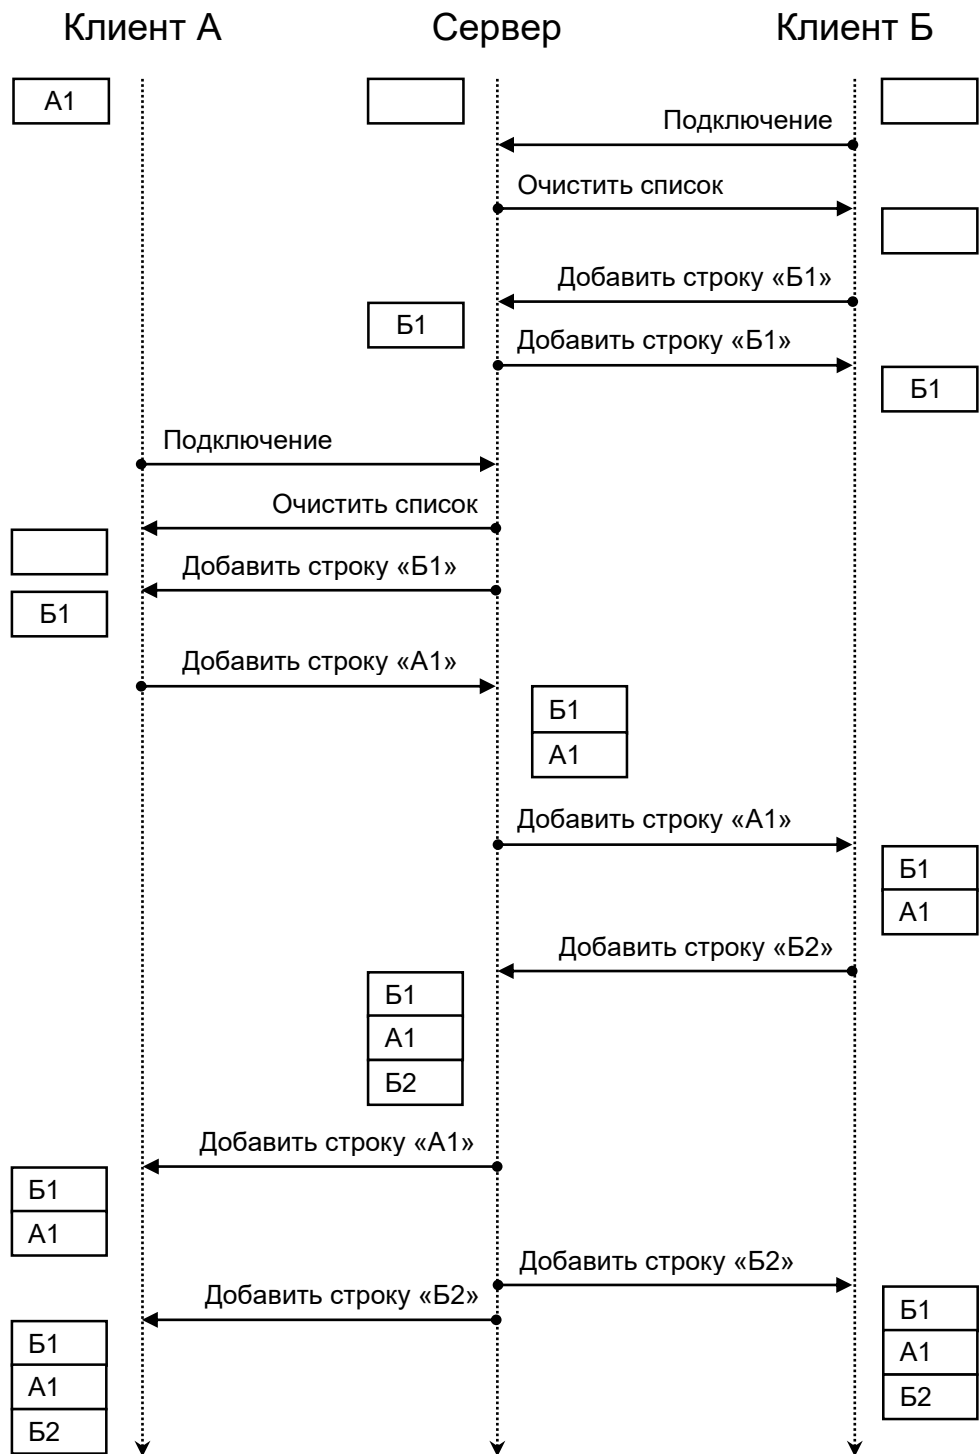 Клиент А
Сервер
Клиент Б
А1
Подключение
Очистить список
Добавить строку «Б1»
Б1
Добавить строку «Б1»
Б1
Подключение
Очистить список
Добавить строку «Б1»
Б1
Добавить строку «А1»
Б1
А1
Добавить строку «А1»
Б1
А1
Добавить строку «Б2»
Б1
А1
Б2
Добавить строку «А1»
Б1
А1
Добавить строку «Б2»
Добавить строку «Б2»
Б1
А1
Б2
Б1
А1
Б2